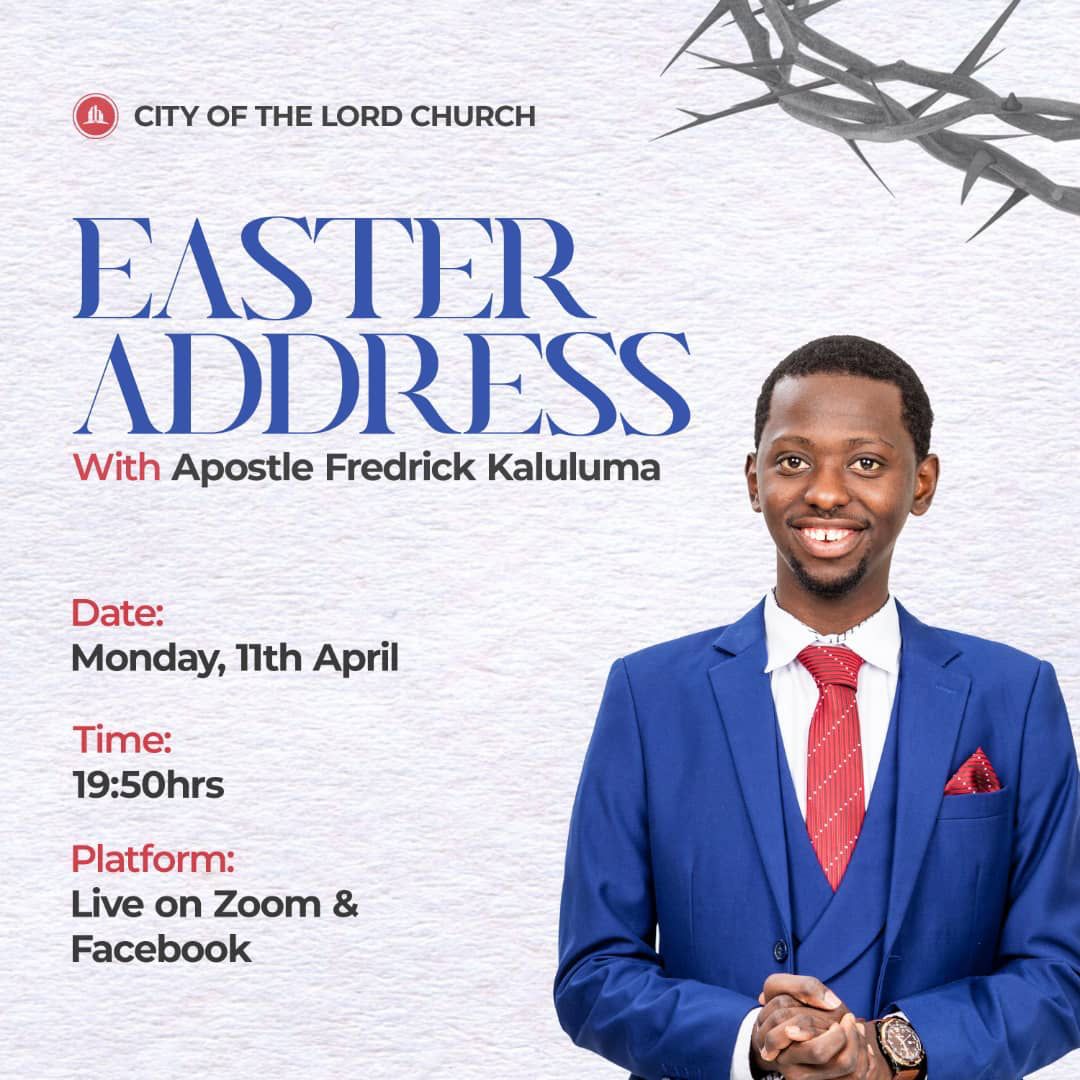 CITY OF THE LORD CHURCH
EASTER
ADDRESS
With Apostle Fredrick Kaluluma
Date:
Monday, 11th April
Time:
19:50hrs
Platform:
Live on Zoom &
Facebook